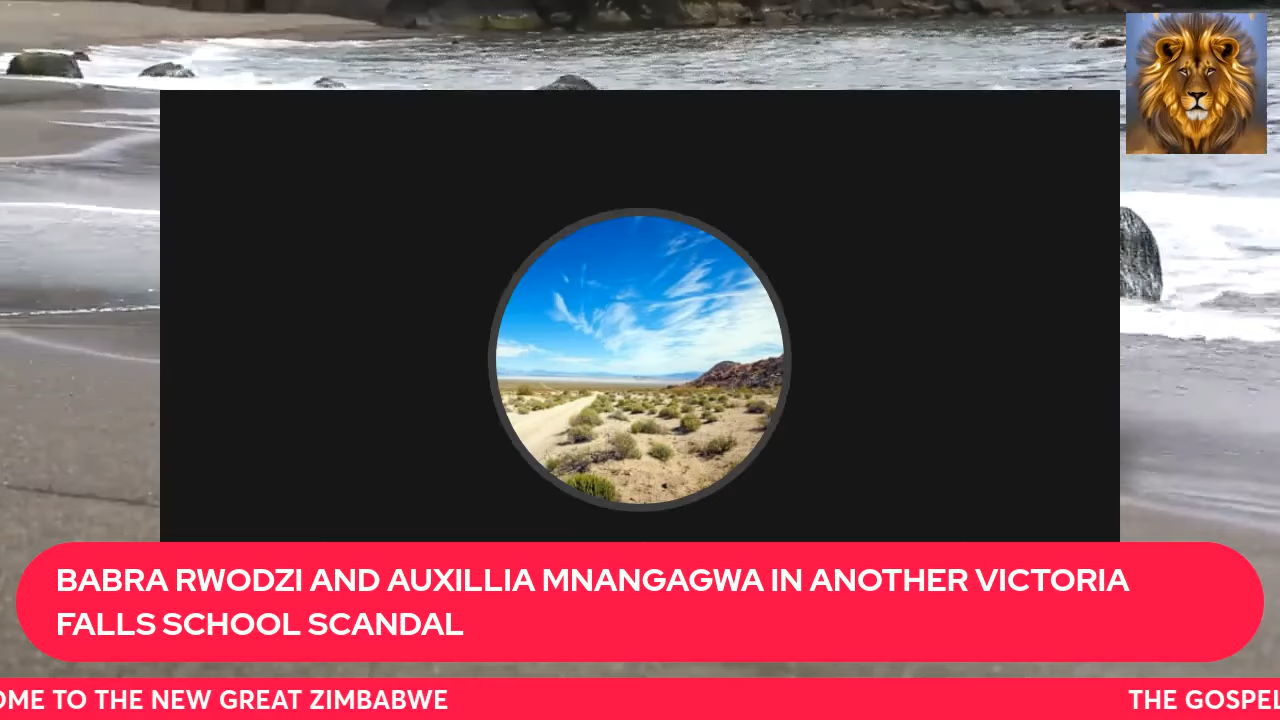 BABRA RWODZI AND AUXILLIA MNANGAGWA IN ANOTHER VICTORIA
FALLS SCHOOL SCANDAL
OME TO THE NEW GREAT ZIMBABWE THE GOSPEL